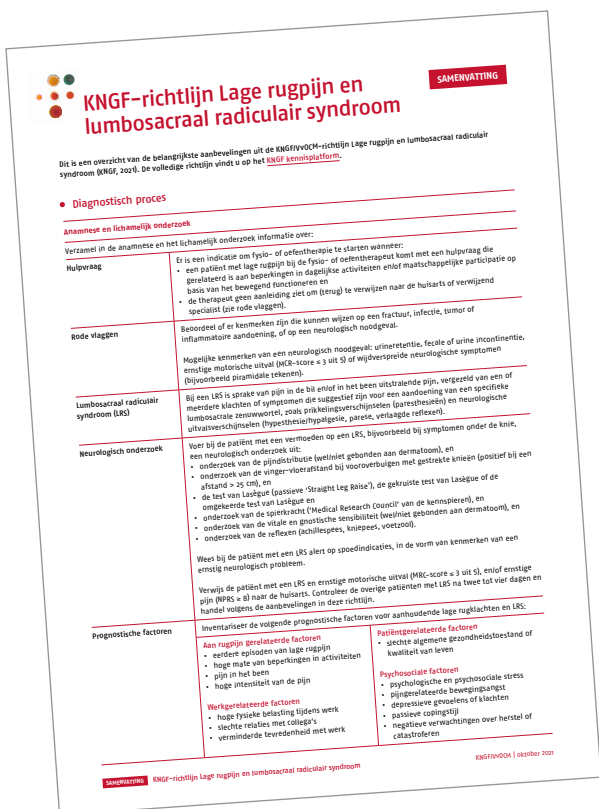 KNGF-richtlijn Lage rugpijn en
lumbosacraal radiculair syndroom
SAMENVATTING
Dit is een overzicht van de belangrijkste aanbevelingen uit de KNGF/VvOCM-richtlijn Lage rugpijn en lumbosacraal radiculair
syndroom (KNGF, 2021). De volledige richtlijn vindt u op het KNGF kennisplatform.
• Diagnostisch proces
Anamnese en lichamelijk onderzoek
Verzamel in de anamnese en het lichamelijk onderzoek informatie over:
Hulpvraag
Er is een indicatie om fysio- of oefentherapie te starten wanneer:
• een patiënt met lage rugpijn bij de fysio- of oefentherapeut komt met een hulpvraag die
gerelateerd is aan beperkingen in dagelijkse activiteiten en/of maatschappelijke participatie op
basis van het bewegend functioneren en
• de therapeut geen aanleiding ziet om (terug) te verwijzen naar de huisarts of verwijzend
specialist (zie rode vlaggen).
Rode vlaggen
Beoordeel of er kenmerken zijn die kunnen wijzen op een fractuur, infectie, tumor of
inflammatoire aandoening, of op een neurologisch noodgeval.
Mogelijke kenmerken van een neurologisch noodgeval: urineretentie, fecale of urine incontinentie,
ernstige motorische uitval (MCR-score ≤ 3 uit 5) of wijdverspreide neurologische symptomen
(bijvoorbeeld piramidale tekenen).
Lumbosacraal radiculair
syndroom (LRS)
Bij een LRS is sprake van pijn in de bil en/of in het been uitstralende pijn, vergezeld van een of
meerdere klachten of symptomen die suggestief zijn voor een aandoening van een specifieke
lumbosacrale zenuwwortel, zoals prikkelingsverschijnselen (paresthesieën) en neurologische
uitvalsverschijnselen (hypesthesie/hypalgesie, parese, verlaagde reflexen).
Neurologisch onderzoek
Voer bij de patiënt met een vermoeden op een LRS, bijvoorbeeld bij symptomen onder de knie,
een neurologisch onderzoek uit:
• onderzoek van de pijndistributie (wel/niet gebonden aan dermatoom), en
• onderzoek van de vinger-vloerafstand bij vooroverbuigen met gestrekte knieën (positief bij een
afstand > 25 cm), en
• de test van Lasègue (passieve 'Straight Leg Raise'), de gekruiste test van Lasègue of de
omgekeerde test van Lasègue en
• onderzoek van de spierkracht ('Medical Research Council' van de kennspieren), en
• onderzoek van de vitale en gnostische sensibiliteit (wel/niet gebonden aan dermatoom), en
• onderzoek van de reflexen (achillespees, kniepees, voetzool).
Wees bij de patiënt met een LRS alert op spoedindicaties, in de vorm van kenmerken van een
ernstig neurologisch probleem.
Verwijs de patiënt met een LRS en ernstige motorische uitval (MRC-score ≤ 3 uit 5), en/of ernstige
pijn (NPRS ≥ 8) naar de huisarts. Controleer de overige patiënten met LRS na twee tot vier dagen en
handel volgens de aanbevelingen in deze richtlijn.
Prognostische factoren
Inventariseer de volgende prognostische factoren voor aanhoudende lage rugklachten en LRS:
Aan rugpijn gerelateerde factoren
• eerdere episoden van lage rugpijn
• hoge mate van beperkingen in activiteiten
• pijn in het been
• hoge intensiteit van de pijn
Werkgerelateerde factoren
• hoge fysieke belasting tijdens werk
• slechte relaties met collega's
• verminderde tevredenheid met werk
Patiëntgerelateerde factoren
• slechte algemene gezondheidstoestand of
kwaliteit van leven
Psychosociale factoren
• psychologische en psychosociale stress
• pijngerelateerde bewegingsangst
• depressieve gevoelens of klachten
• passieve copingstijl
• negatieve verwachtingen over herstel of
catastroferen
SAMENVATTING KNGF-richtlijn Lage rugpijn en lumbosacraal radiculair syndroom
KNGF/VvOCM | oktober 2021